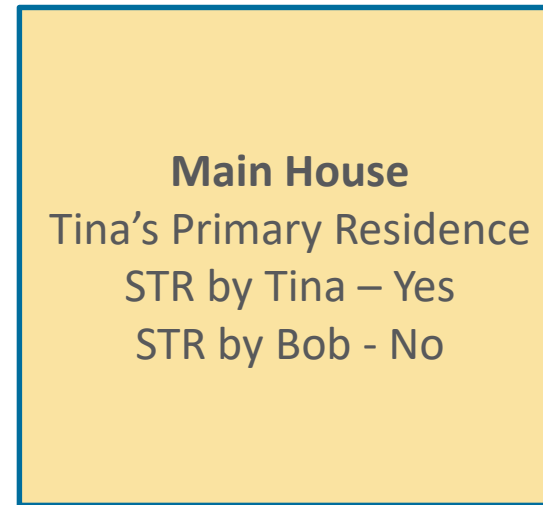 Main House
Tina’s Primary Residence
STR by Tina – Yes
STR by Bob - No